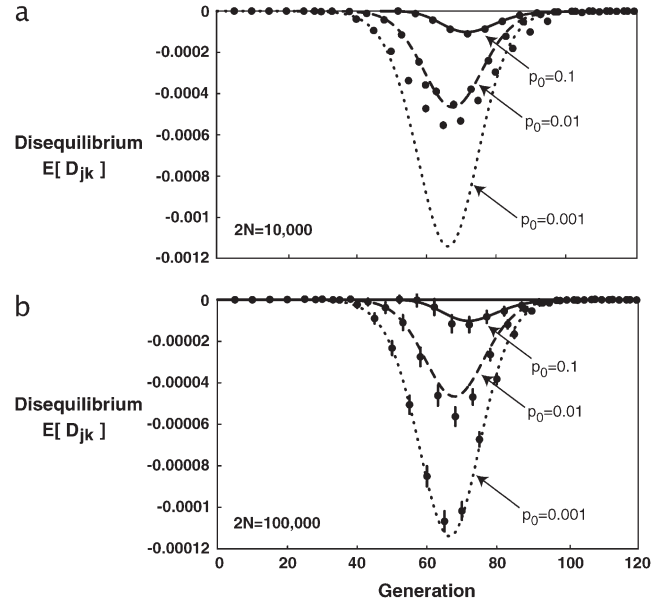 a
0
-0.0002
-0.0004
-0.0006
-0.0008
-0.001
-0.0012
Disequilibrium
E[ Djk ]
p0=0.1
p0=0.01
p0=0.001
2N=10,000
b
0
-0.00002
-0.00004
-0.00006
-0.00008
-0.0001
-0.00012
Disequilibrium
E[ Djk ]
p0=0.1
p0=0.01
p0=0.001
2N=100,000
0 20 40 60 80 100 120
Generation